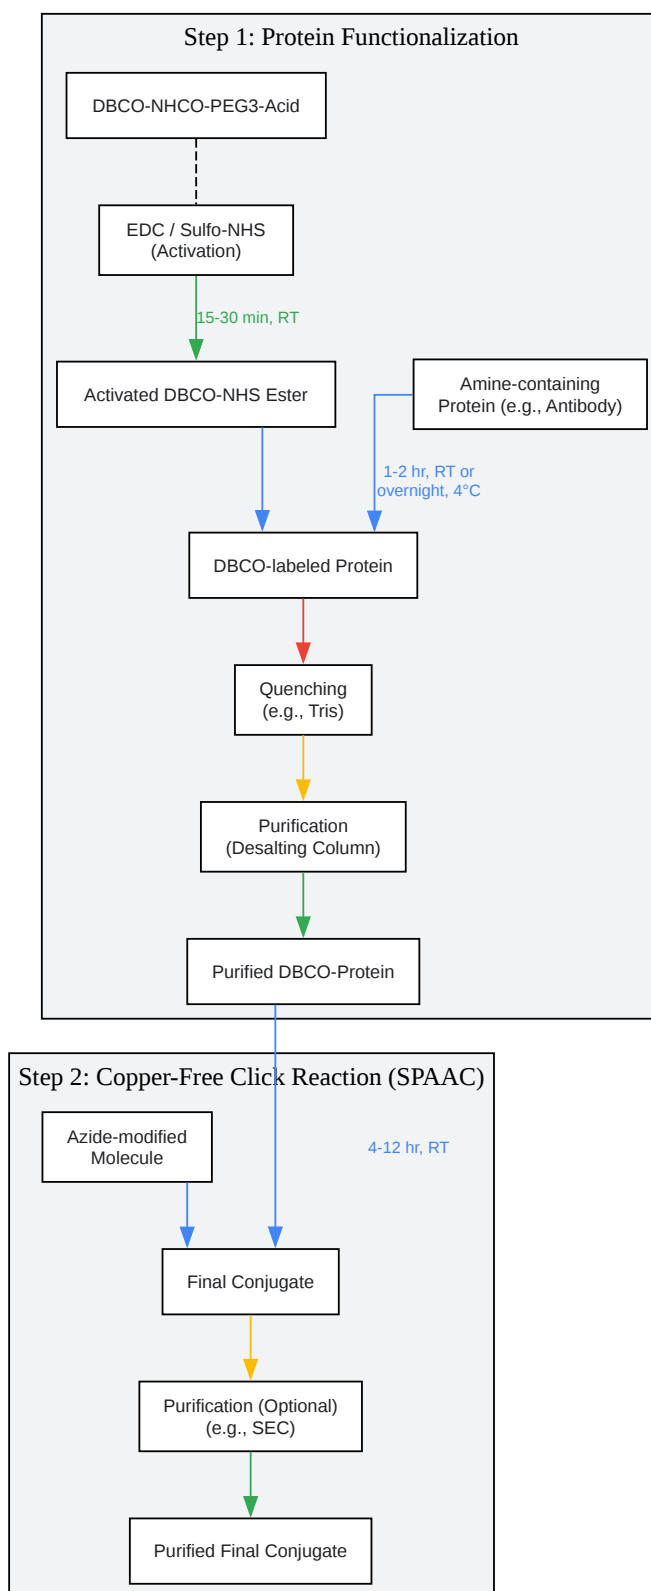 Step 1: Protein Functionalization
DBCO-NHCO-PEG3-Acid
EDC / Sulfo-NHS
(Activation)
15-30 min, RT
Activated DBCO-NHS Ester
Amine-containing
Protein (e.g., Antibody)
1-2 hr, RT or
overnight, 4°C
DBCO-labeled Protein
Quenching
(e.g., Tris)
Purification
(Desalting Column)
Purified DBCO-Protein
Step 2: Copper-Free Click Reaction (SPAAC)
Azide-modified
Molecule
4-12 hr, RT
Final Conjugate
Purification (Optional)
(e.g., SEC)
Purified Final Conjugate